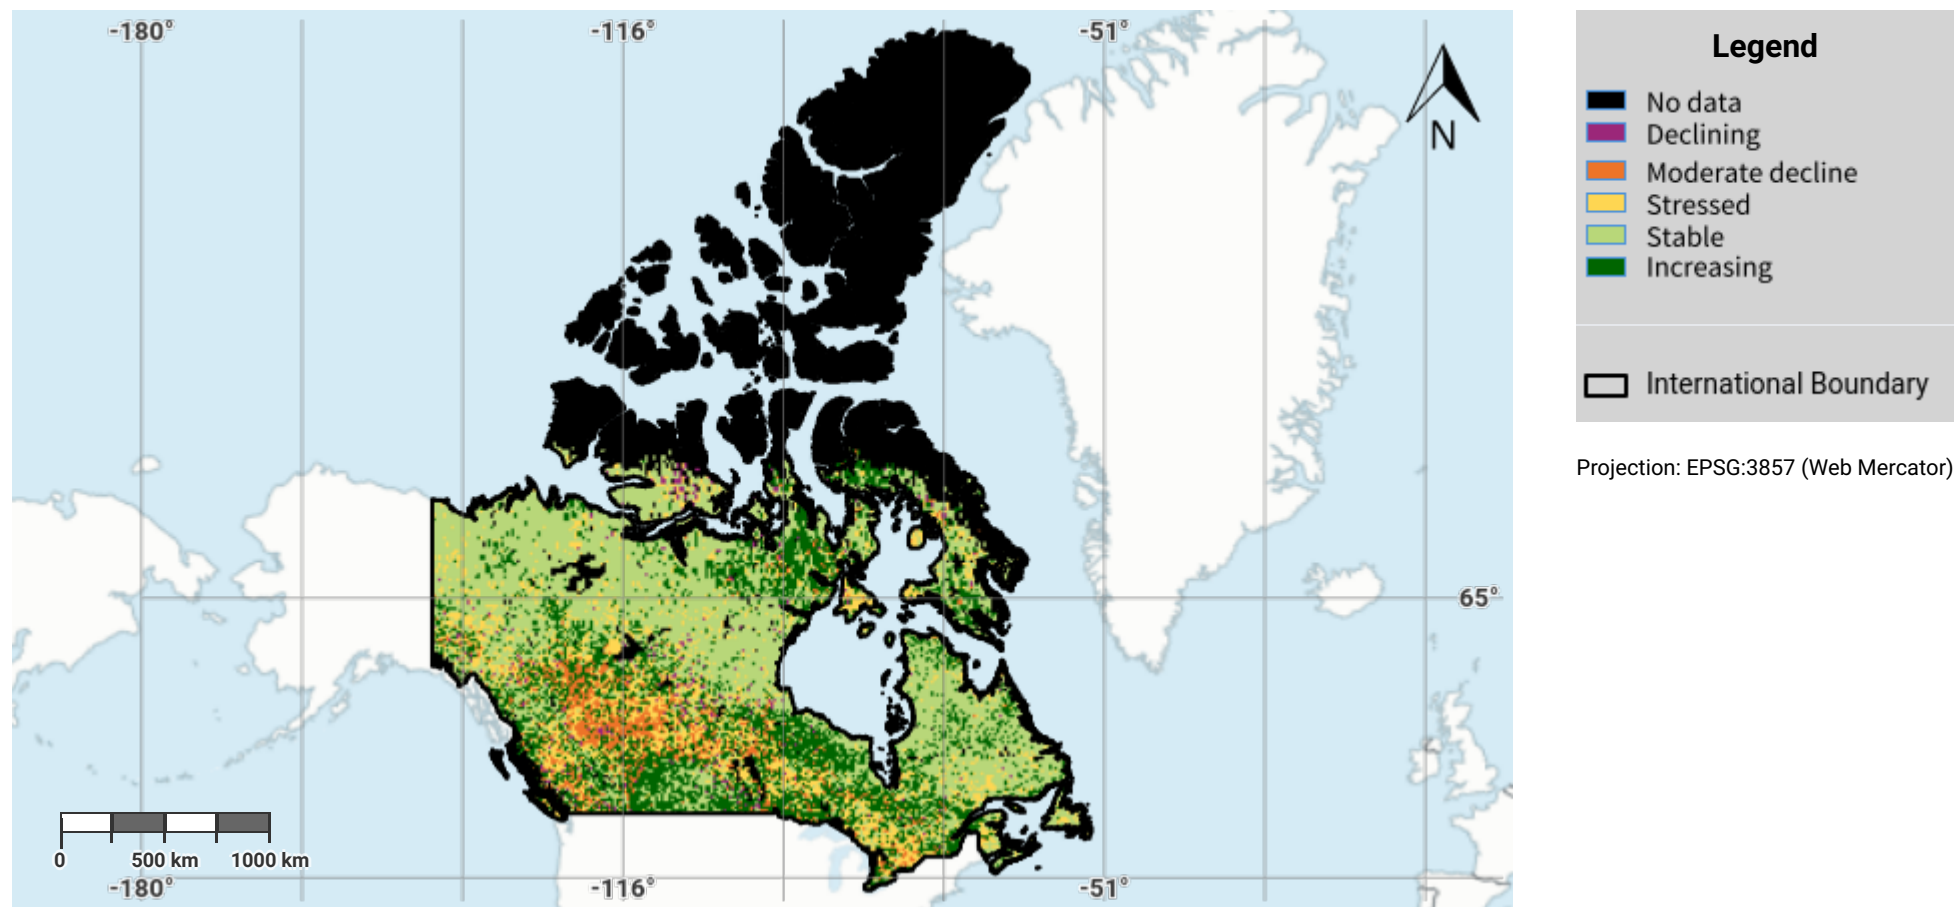 -180° -116° -51°
N
65°
0 500 km 1000 km
-180° -116° -51°
Legend
No data
Declining
Moderate decline
Stressed
Stable
Increasing
International Boundary
Projection: EPSG:3857 (Web Mercator)